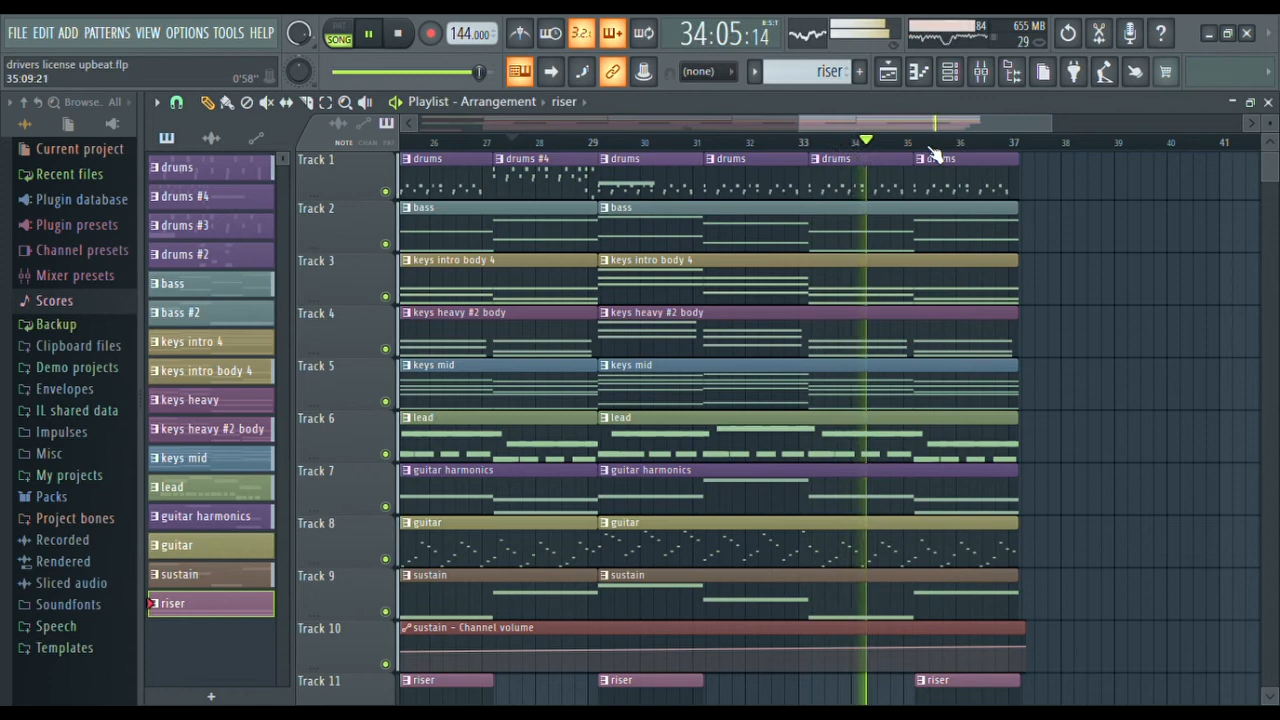 FILE EDIT ADD PATTERNS VIEW OPTIONS TOOLS HELP
PAT
SONG
144.000
3.2:
34:05:14
B:S:T
84
655 MB
29
drivers license upbeat.flp
35:09:21
0'58"
(none)
riser
Browse.. All
Playlist - Arrangement
riser
Current project
Recent files
Plugin database
Plugin presets
Channel presets
Mixer presets
Scores
Backup
Clipboard files
Demo projects
Envelopes
IL shared data
Impulses
Misc
My projects
Packs
Project bones
Recorded
Rendered
Sliced audio
Soundfonts
Speech
Templates
drums
drums #4
drums #3
drums #2
bass
bass #2
keys intro 4
keys intro body 4
keys heavy
keys heavy #2 body
keys mid
lead
guitar harmonics
guitar
sustain
riser
+
NOTE CHAN PAT
26 27 28 29 30 31 32 33 34 35 36 37 38 39 40 41 42
Track 1
drums
drums #4
drums
drums
drums
drums
Track 2
bass
bass
Track 3
keys intro body 4
keys intro body 4
Track 4
keys heavy #2 body
keys heavy #2 body
Track 5
keys mid
keys mid
Track 6
lead
lead
Track 7
guitar harmonics
guitar harmonics
Track 8
guitar
guitar
Track 9
sustain
sustain
Track 10
sustain - Channel volume
Track 11
riser
riser
riser